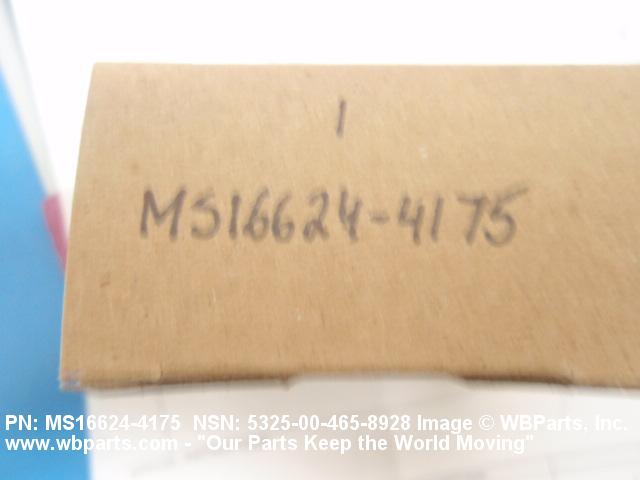 1
MS16624-4175
PN: MS16624-4175 NSN: 5325-00-465-8928 Image © WBParts, Inc.
www.wbparts.com - "Our Parts Keep the World Moving"